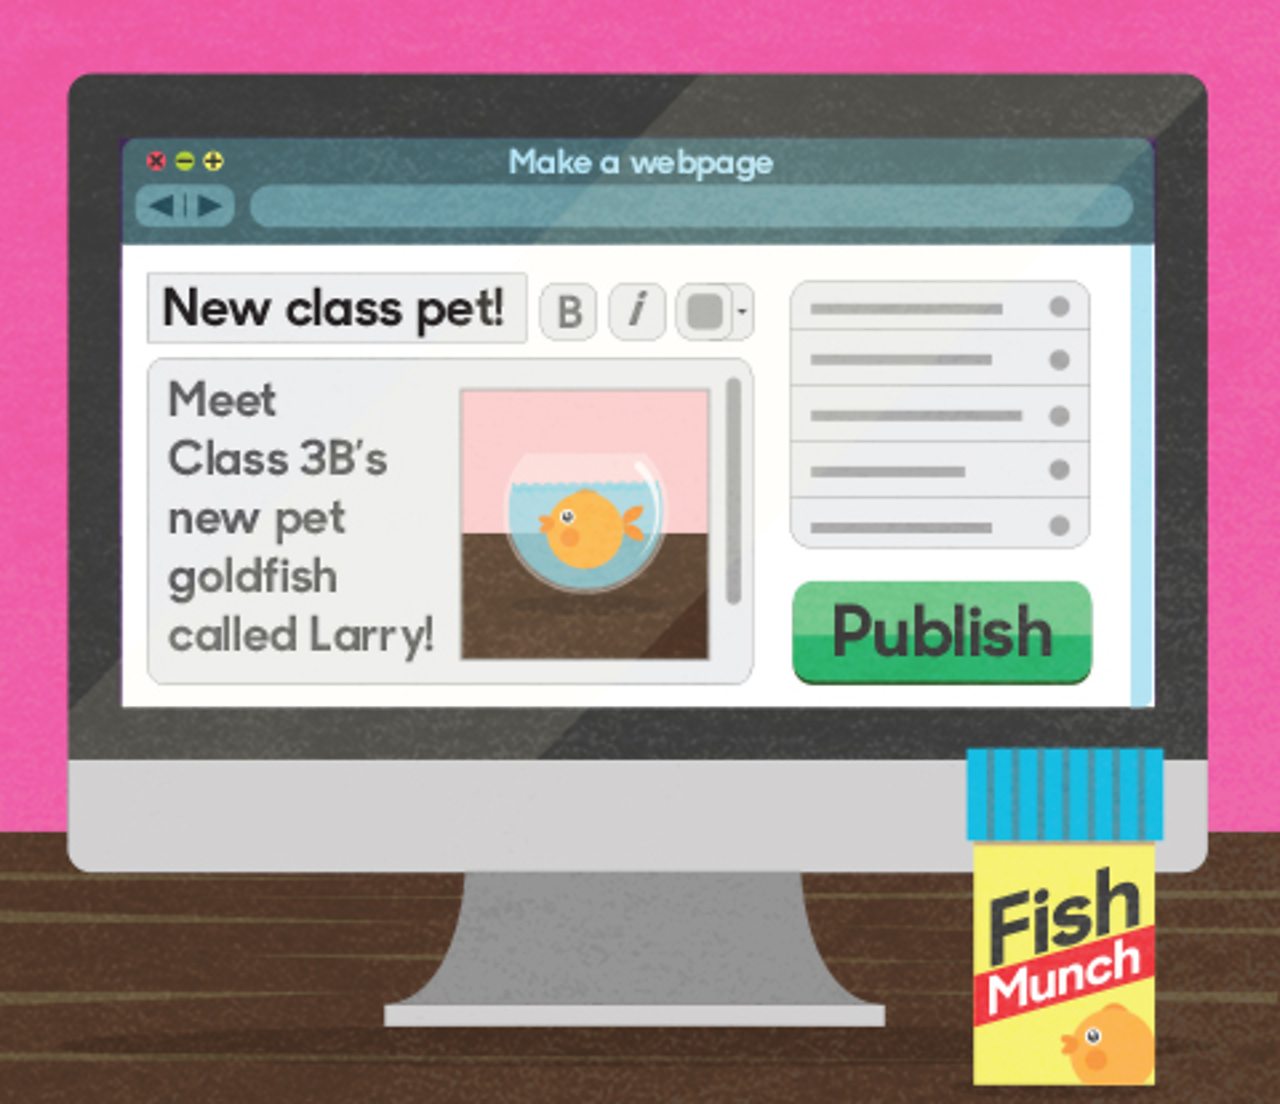 Make a webpage
New class pet!
B i
Meet
Class 3B's
new pet
goldfish
called Larry!
Publish
Fish
Munch